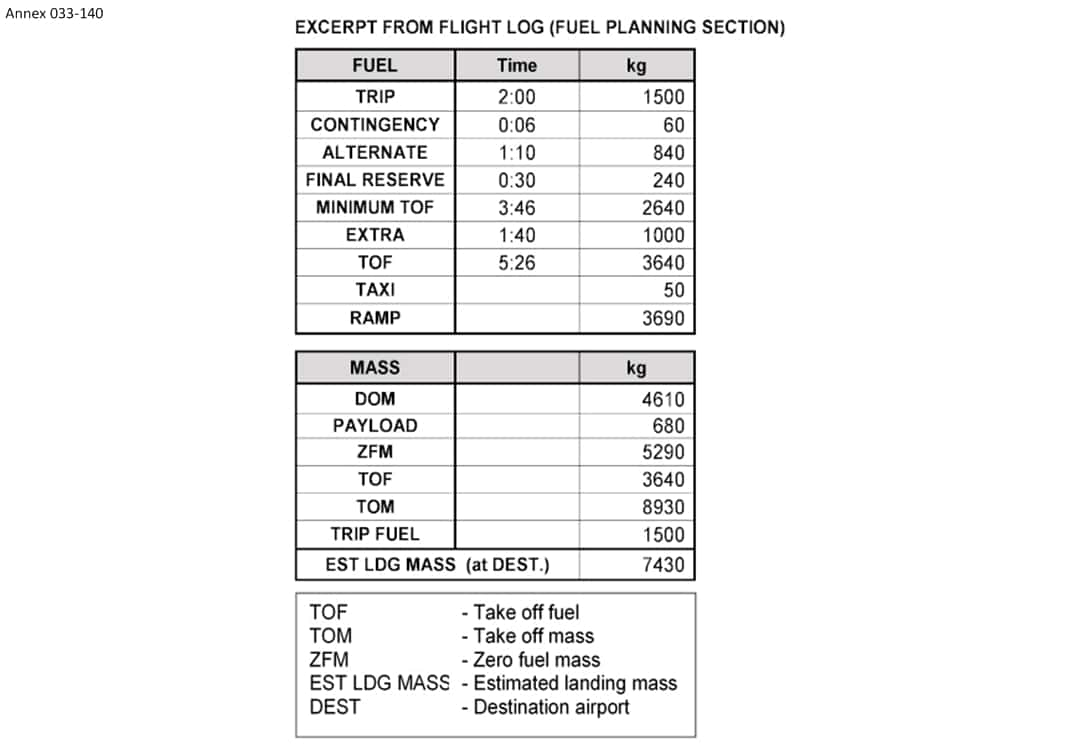 Annex 033-140
EXCERPT FROM FLIGHT LOG (FUEL PLANNING SECTION)
FUEL Time kg
TRIP 2:00 1500
CONTINGENCY 0:06 60
ALTERNATE 1:10 840
FINAL RESERVE 0:30 240
MINIMUM TOF 3:46 2640
EXTRA 1:40 1000
TOF 5:26 3640
TAXI 50
RAMP 3690
MASS kg
DOM 4610
PAYLOAD 680
ZFM 5290
TOF 3640
TOM 8930
TRIP FUEL 1500
EST LDG MASS (at DEST.) 7430
TOF - Take off fuel
TOM - Take off mass
ZFM - Zero fuel mass
EST LDG MASS - Estimated landing mass
DEST - Destination airport